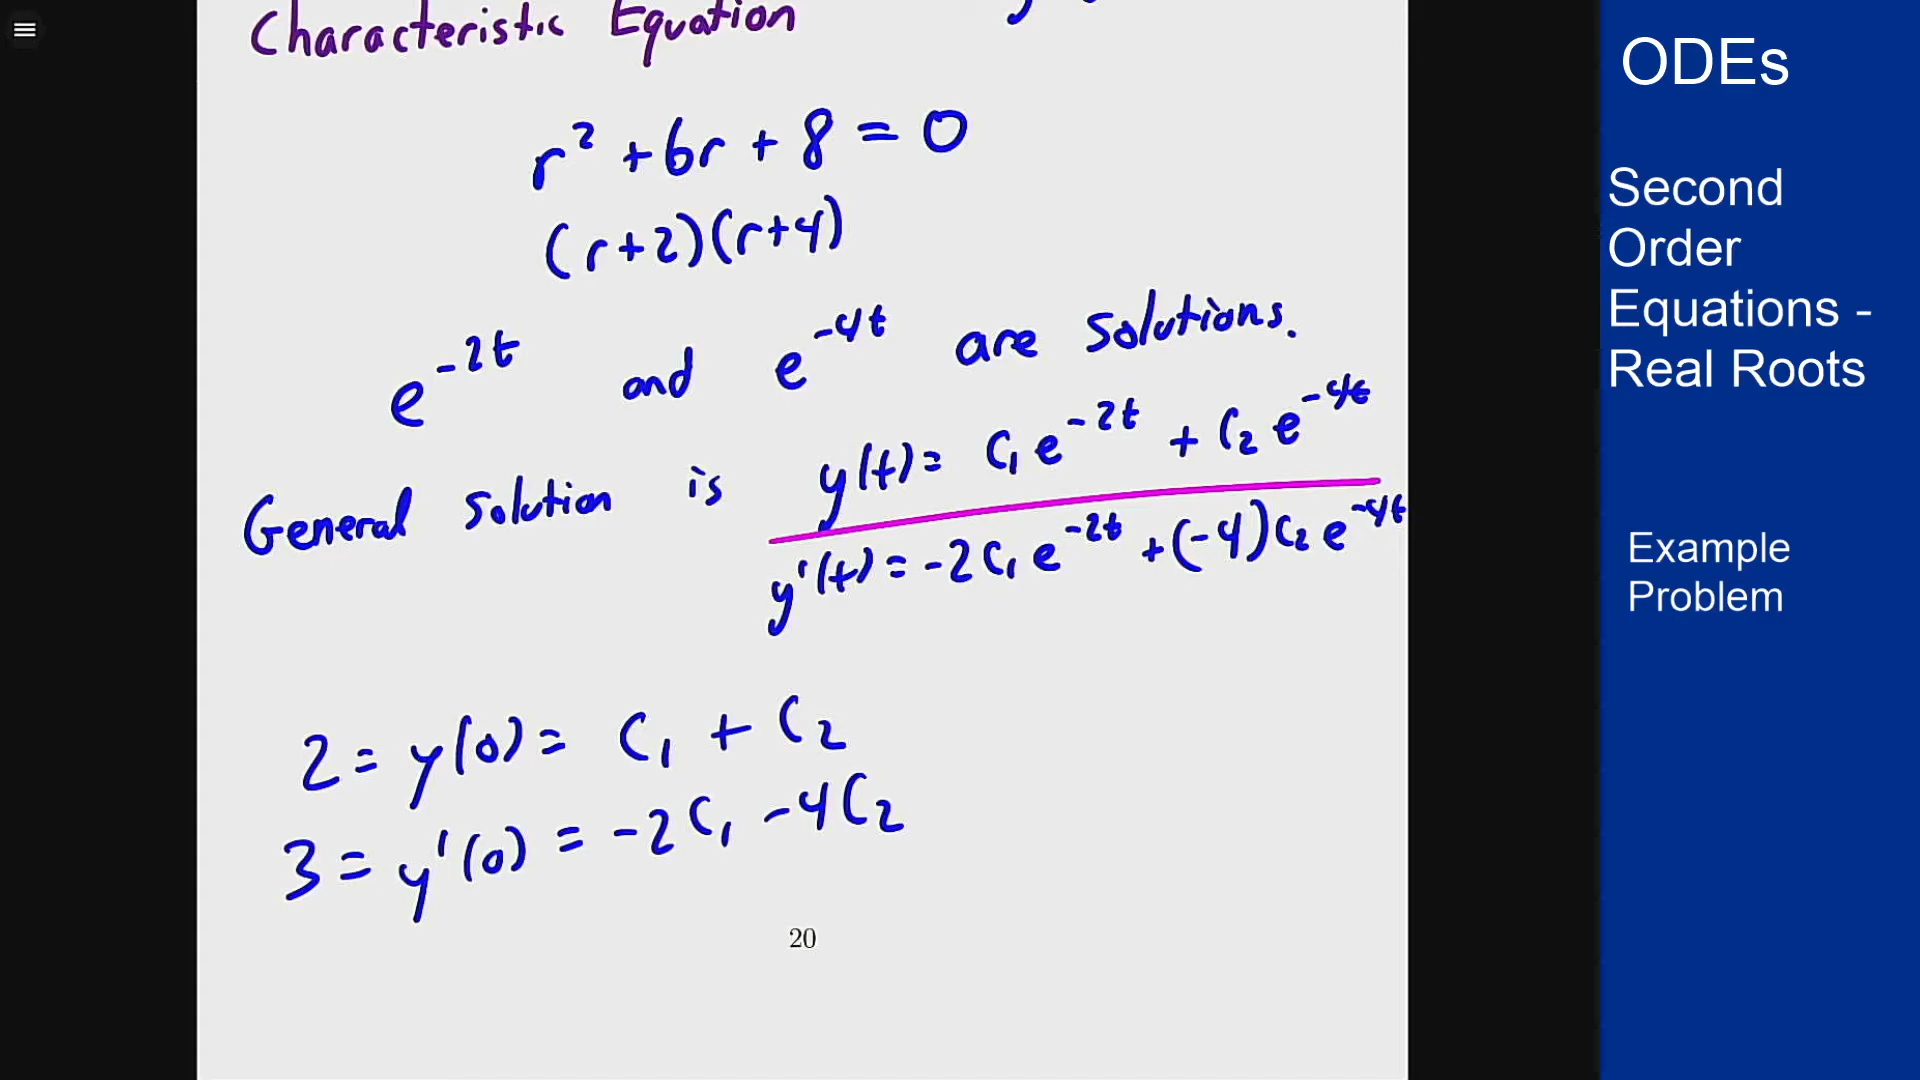 Characteristic Equation
r² + 6r + 8 = 0
(r+2)(r+4)
e^{-2t} and e^{-4t} are solutions.
General solution is y(t) = C₁e^{-2t} + C₂e^{-4t}
y'(t) = -2C₁e^{-2t} + (-4)C₂e^{-4t}
2 = y(0) = C₁ + C₂
3 = y'(0) = -2C₁ - 4C₂
20
ODEs
Second
Order
Equations -
Real Roots
Example
Problem